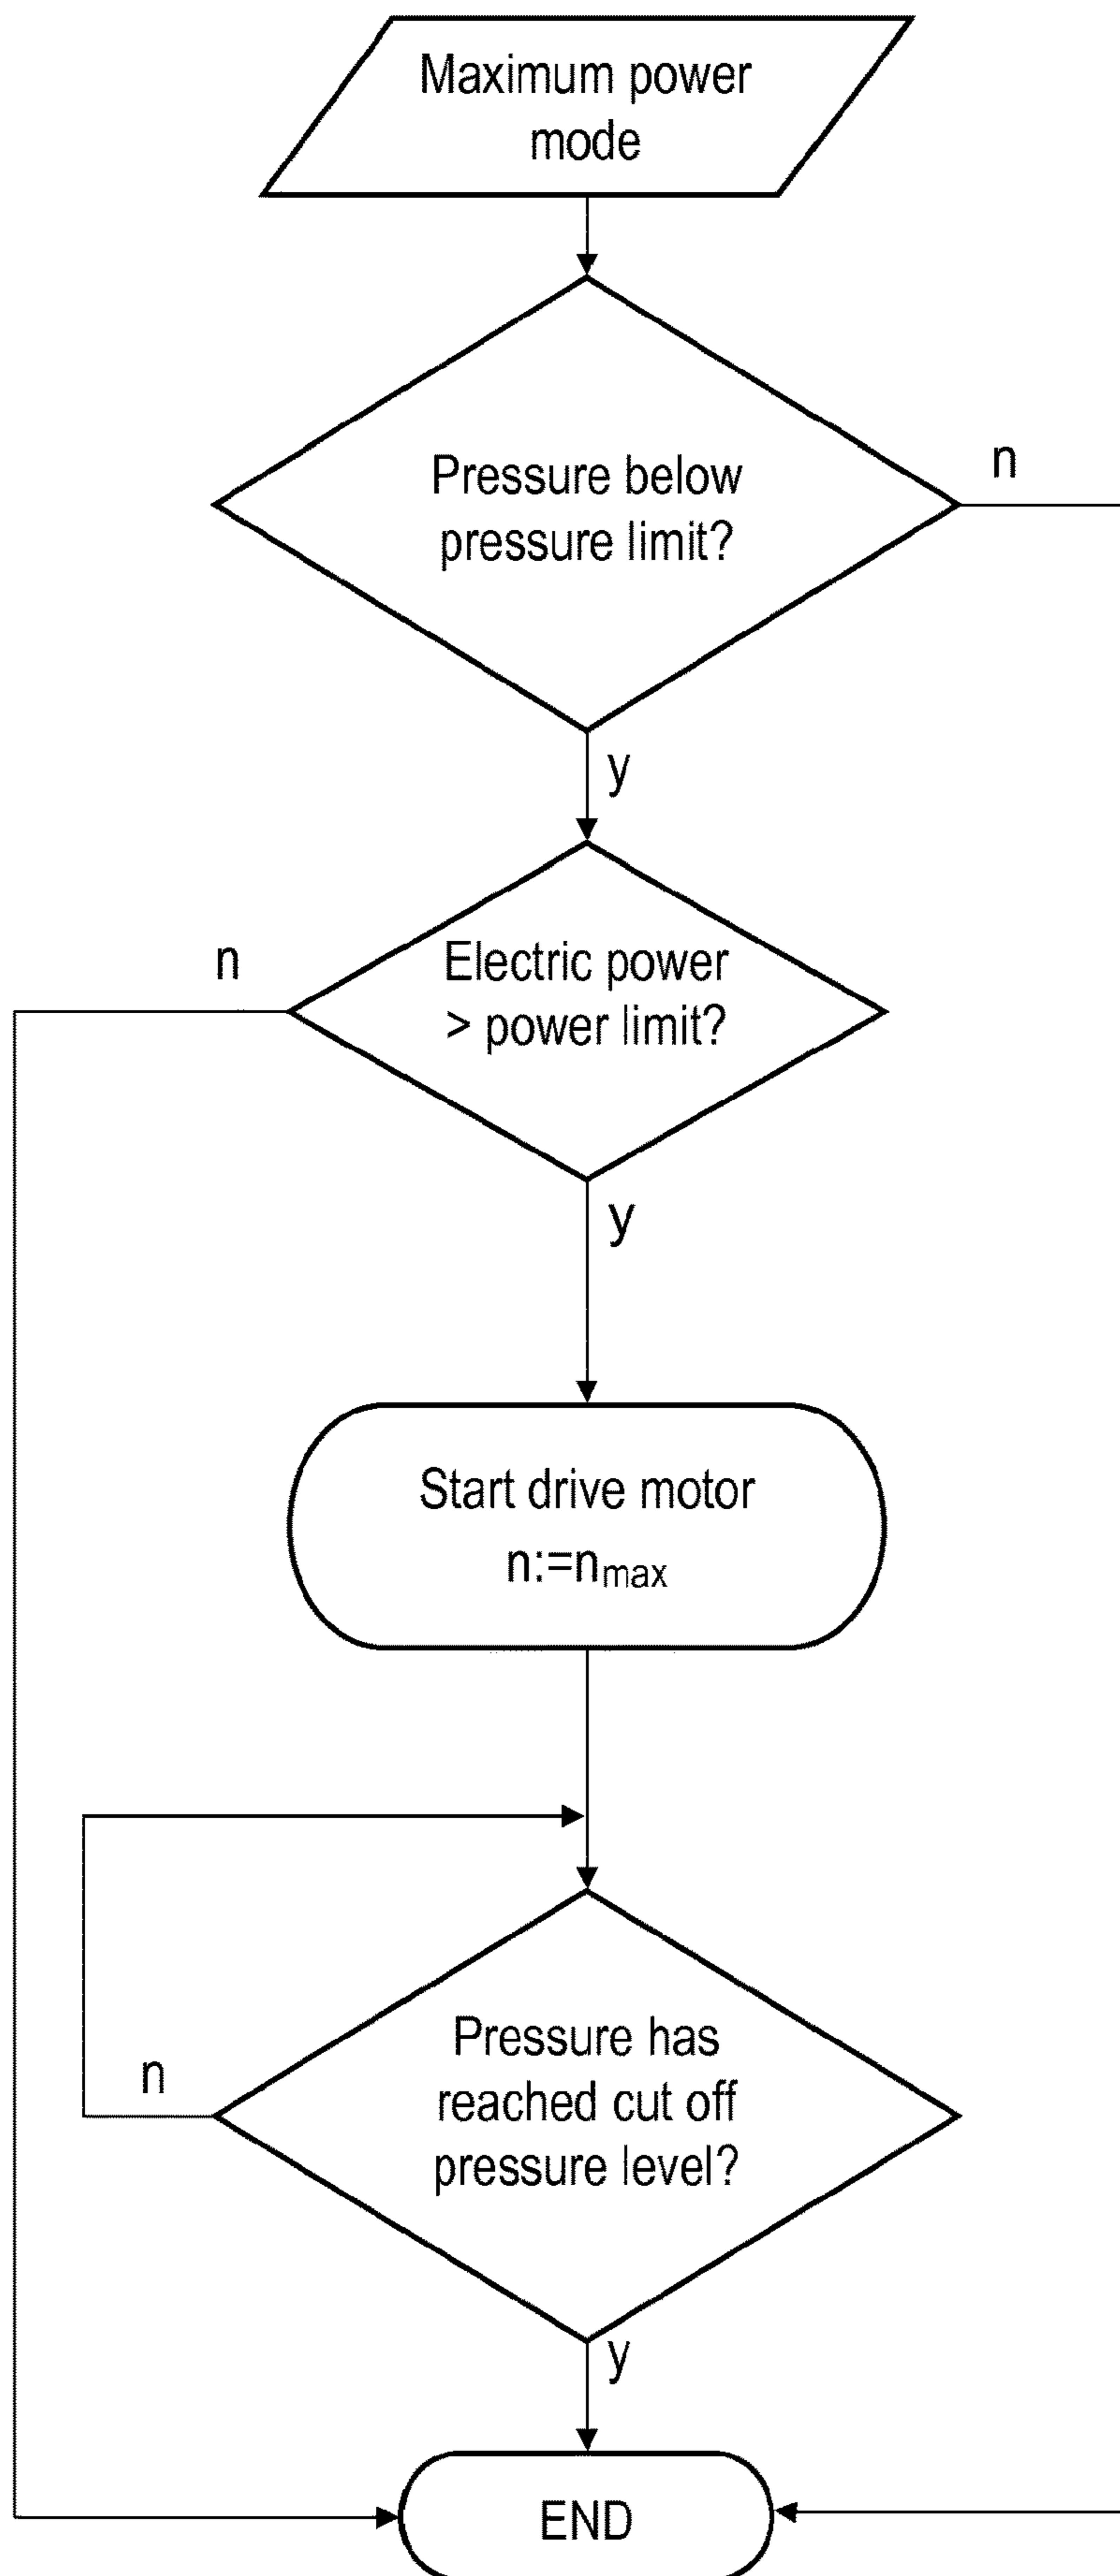 Maximum power
mode
Pressure below
pressure limit?
n
y
Electric power
> power limit?
n
y
Start drive motor
n:=nmax
Pressure has
reached cut off
pressure level?
n
y
END